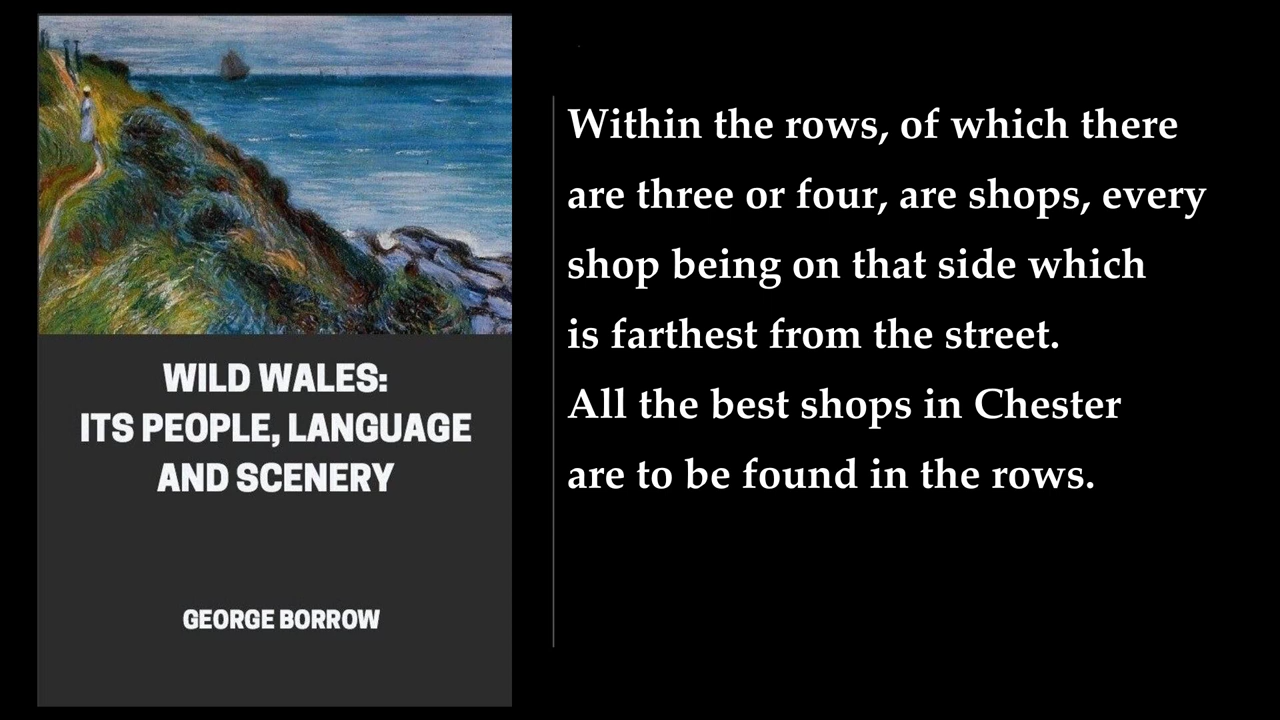 WILD WALES:
ITS PEOPLE, LANGUAGE
AND SCENERY
GEORGE BORROW
Within the rows, of which there
are three or four, are shops, every
shop being on that side which
is farthest from the street.
All the best shops in Chester
are to be found in the rows.